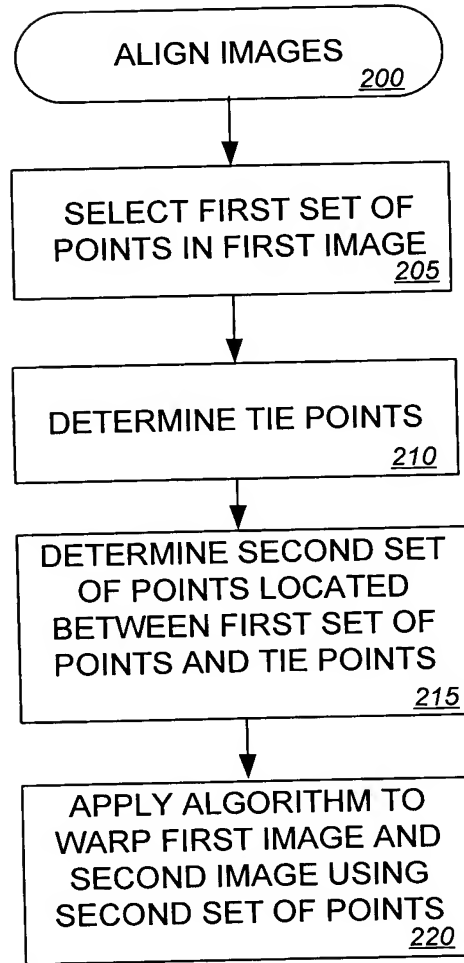 ALIGN IMAGES
200
SELECT FIRST SET OF
POINTS IN FIRST IMAGE
205
DETERMINE TIE POINTS
210
DETERMINE SECOND SET
OF POINTS LOCATED
BETWEEN FIRST SET OF
POINTS AND TIE POINTS
215
APPLY ALGORITHM TO
WARP FIRST IMAGE AND
SECOND IMAGE USING
SECOND SET OF POINTS
220